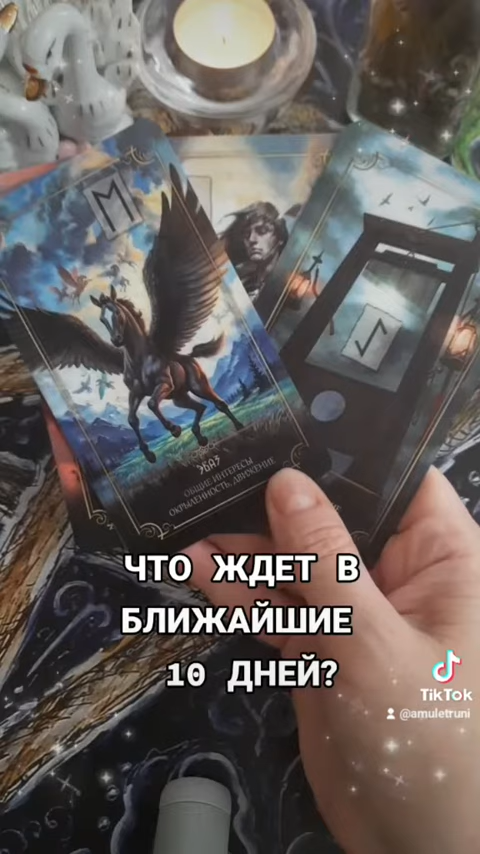 ЭВАЗ
ОБЩИЕ ИНТЕРЕСЫ
ОКРЫЛЕННОСТЬ, ДВИЖЕНИЕ
ЧТО ЖДЕТ В
БЛИЖАЙШИЕ
10 ДНЕЙ?
TikTok
@amuletruni